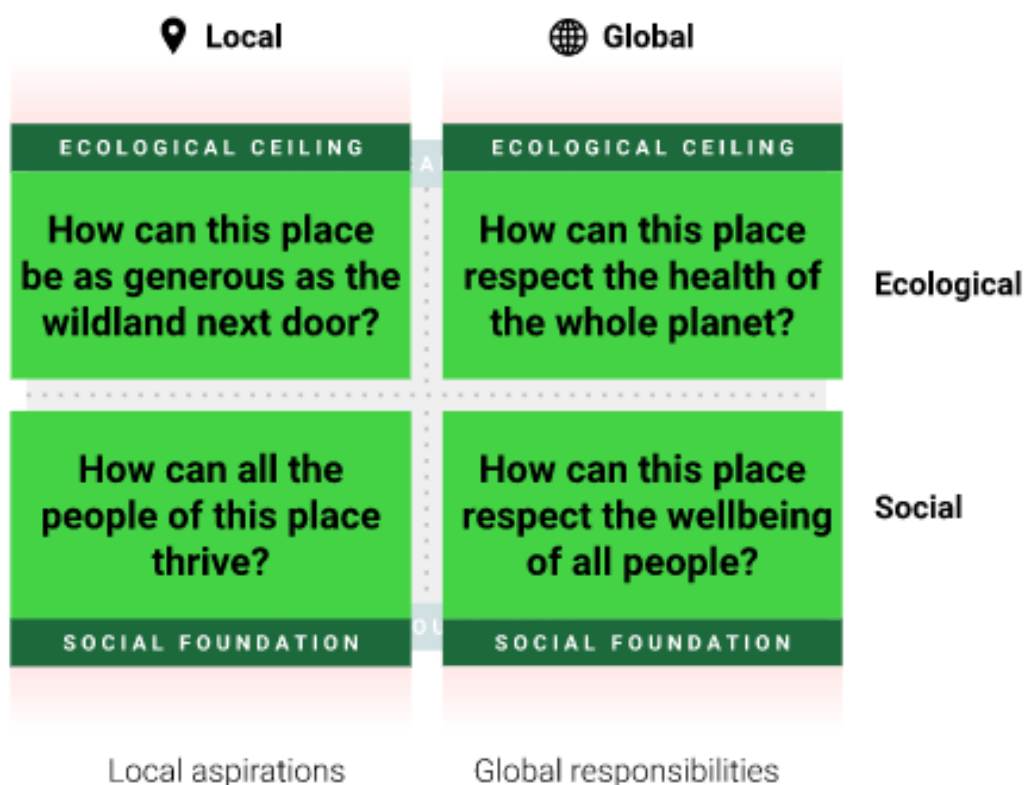 Local
Global
ECOLOGICAL CEILING
ECOLOGICAL CEILING
How can this place
be as generous as the
wildland next door?
How can this place
respect the health of
the whole planet?
Ecological
How can all the
people of this place
thrive?
How can this place
respect the wellbeing
of all people?
Social
SOCIAL FOUNDATION
SOCIAL FOUNDATION
Local aspirations
Global responsibilities